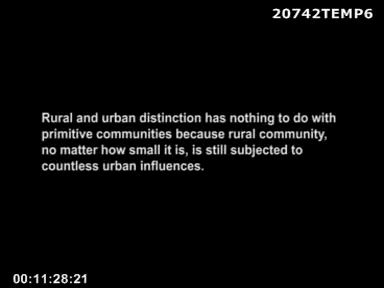 20742TEMP6
Rural and urban distinction has nothing to do with
primitive communities because rural community,
no matter how small it is, is still subjected to
countless urban influences.
00:11:28:21